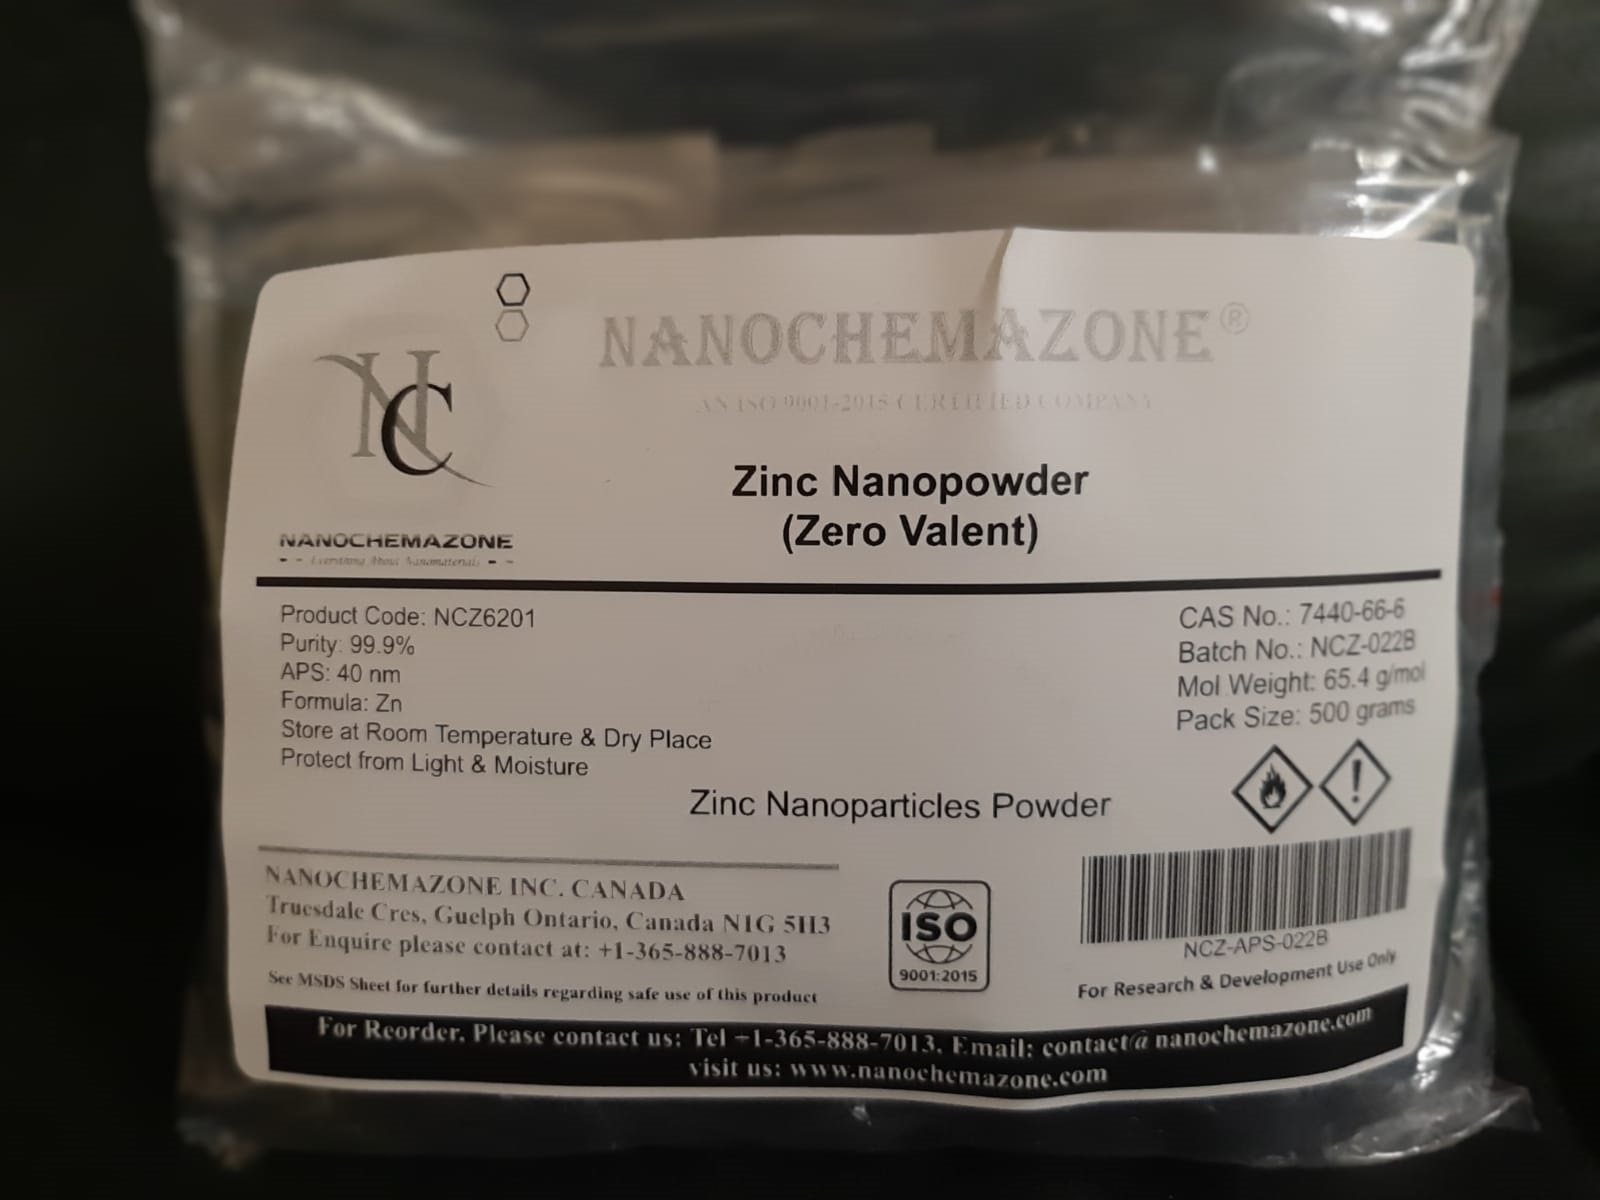 NC
NANOCHEMAZONE®
AN ISO 9001-2015 CERTIFIED COMPANY
Zinc Nanopowder
(Zero Valent)
NANOCHEMAZONE
- - Everything About Nanomaterials - -
Product Code: NCZ6201
Purity: 99.9%
APS: 40 nm
Formula: Zn
Store at Room Temperature & Dry Place
Protect from Light & Moisture
CAS No.: 7440-66-6
Batch No.: NCZ-022B
Mol Weight: 65.4 g/mol
Pack Size: 500 grams
Zinc Nanoparticles Powder
NANOCHEMAZONE INC. CANADA
Truesdale Cres, Guelph Ontario, Canada N1G 5H3
For Enquire please contact at: +1-365-888-7013
See MSDS Sheet for further details regarding safe use of this product
ISO
9001:2015
NCZ-APS-022B
For Research & Development Use Only
For Reorder, Please contact us: Tel +1-365-888-7013, Email: contact@nanochemazone.com
visit us: www.nanochemazone.com